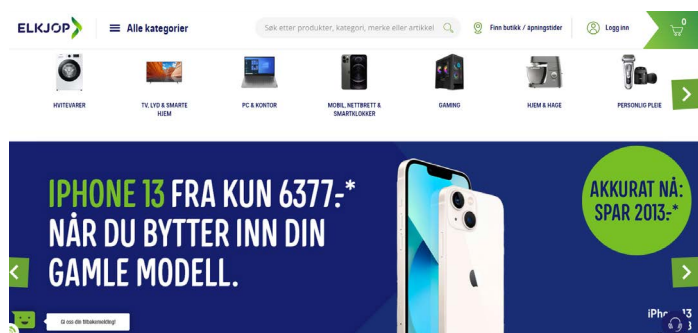 ELKJOP
Alle kategorier
Søk etter produkter, kategori, merke eller artikkel
Finn butikk / åpningstider
Logg inn
0
HVITEVARER
TV, LYD & SMARTE
HJEM
PC & KONTOR
MOBIL, NETTBRETT &
SMARTKLOKKER
GAMING
HJEM & HAGE
PERSONLIG PLEIE
IPHONE 13 FRA KUN 6377:-*
NÅR DU BYTTER INN DIN
GAMLE MODELL.
AKKURAT NÅ:
SPAR 2013:-*
Gi oss din tilbakemelding!